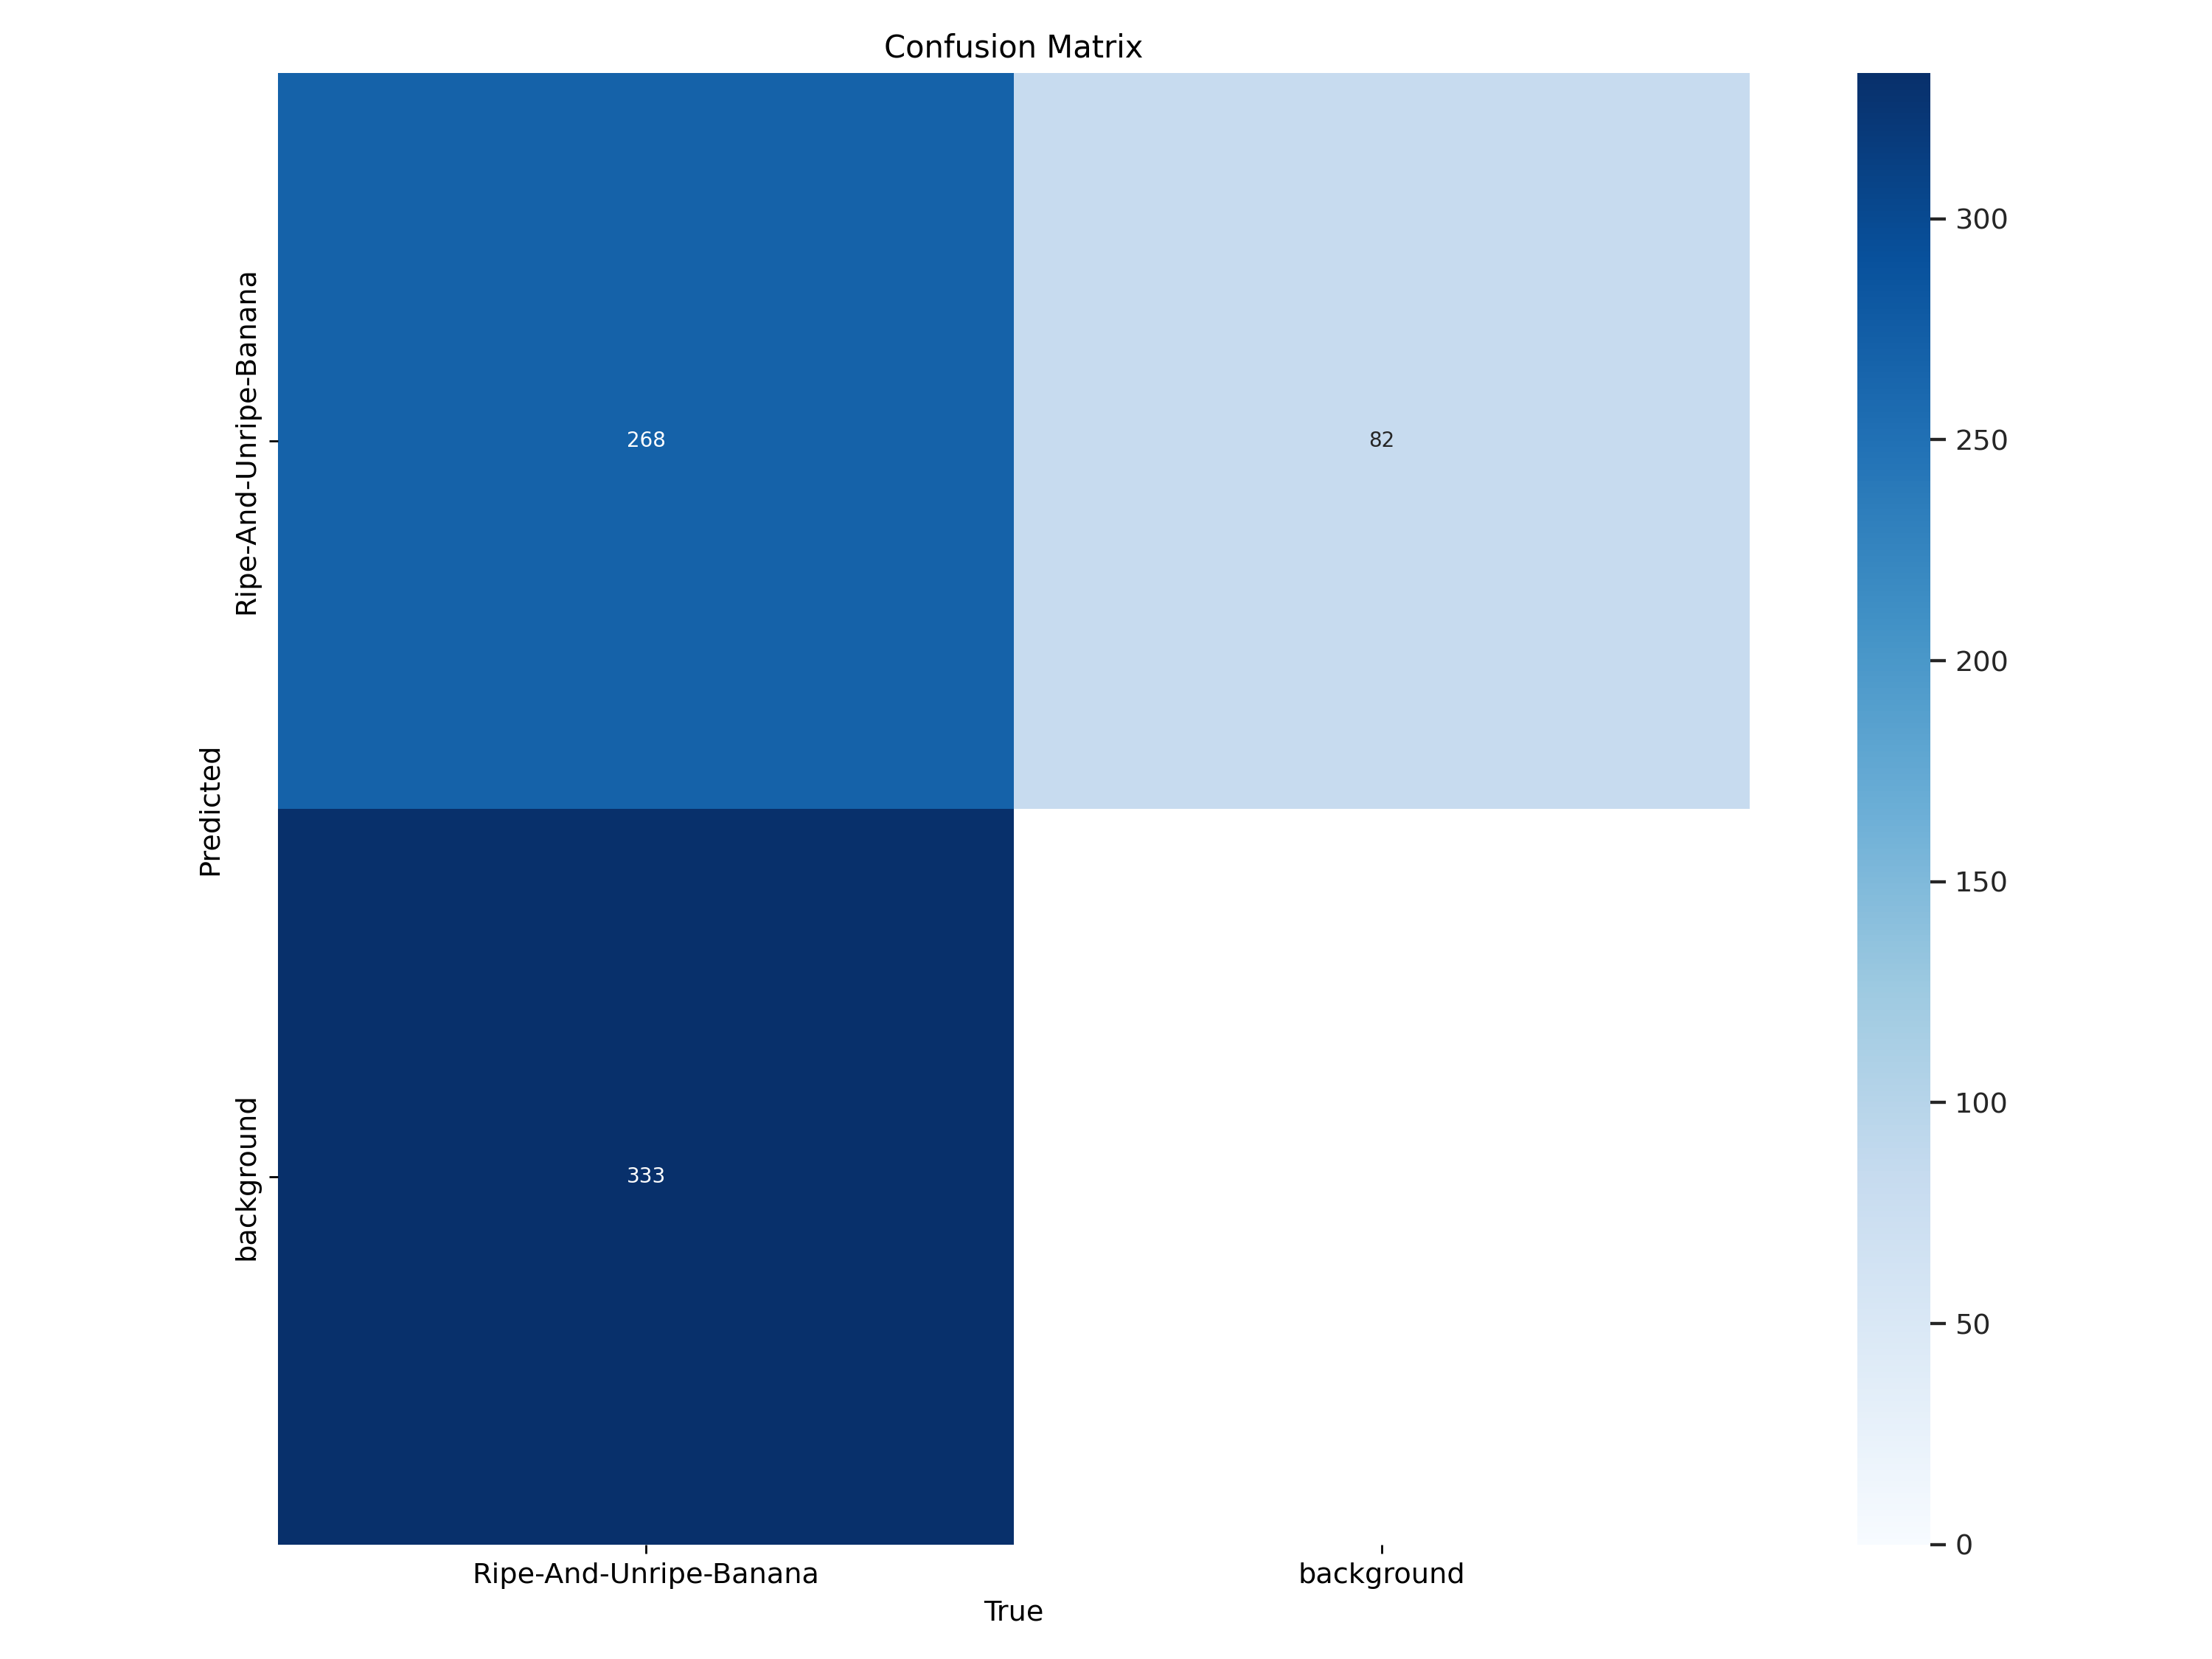 Confusion Matrix
Ripe-And-Unripe-Banana
268
82
Predicted
background
333
Ripe-And-Unripe-Banana
background
True
300
250
200
150
100
50
0